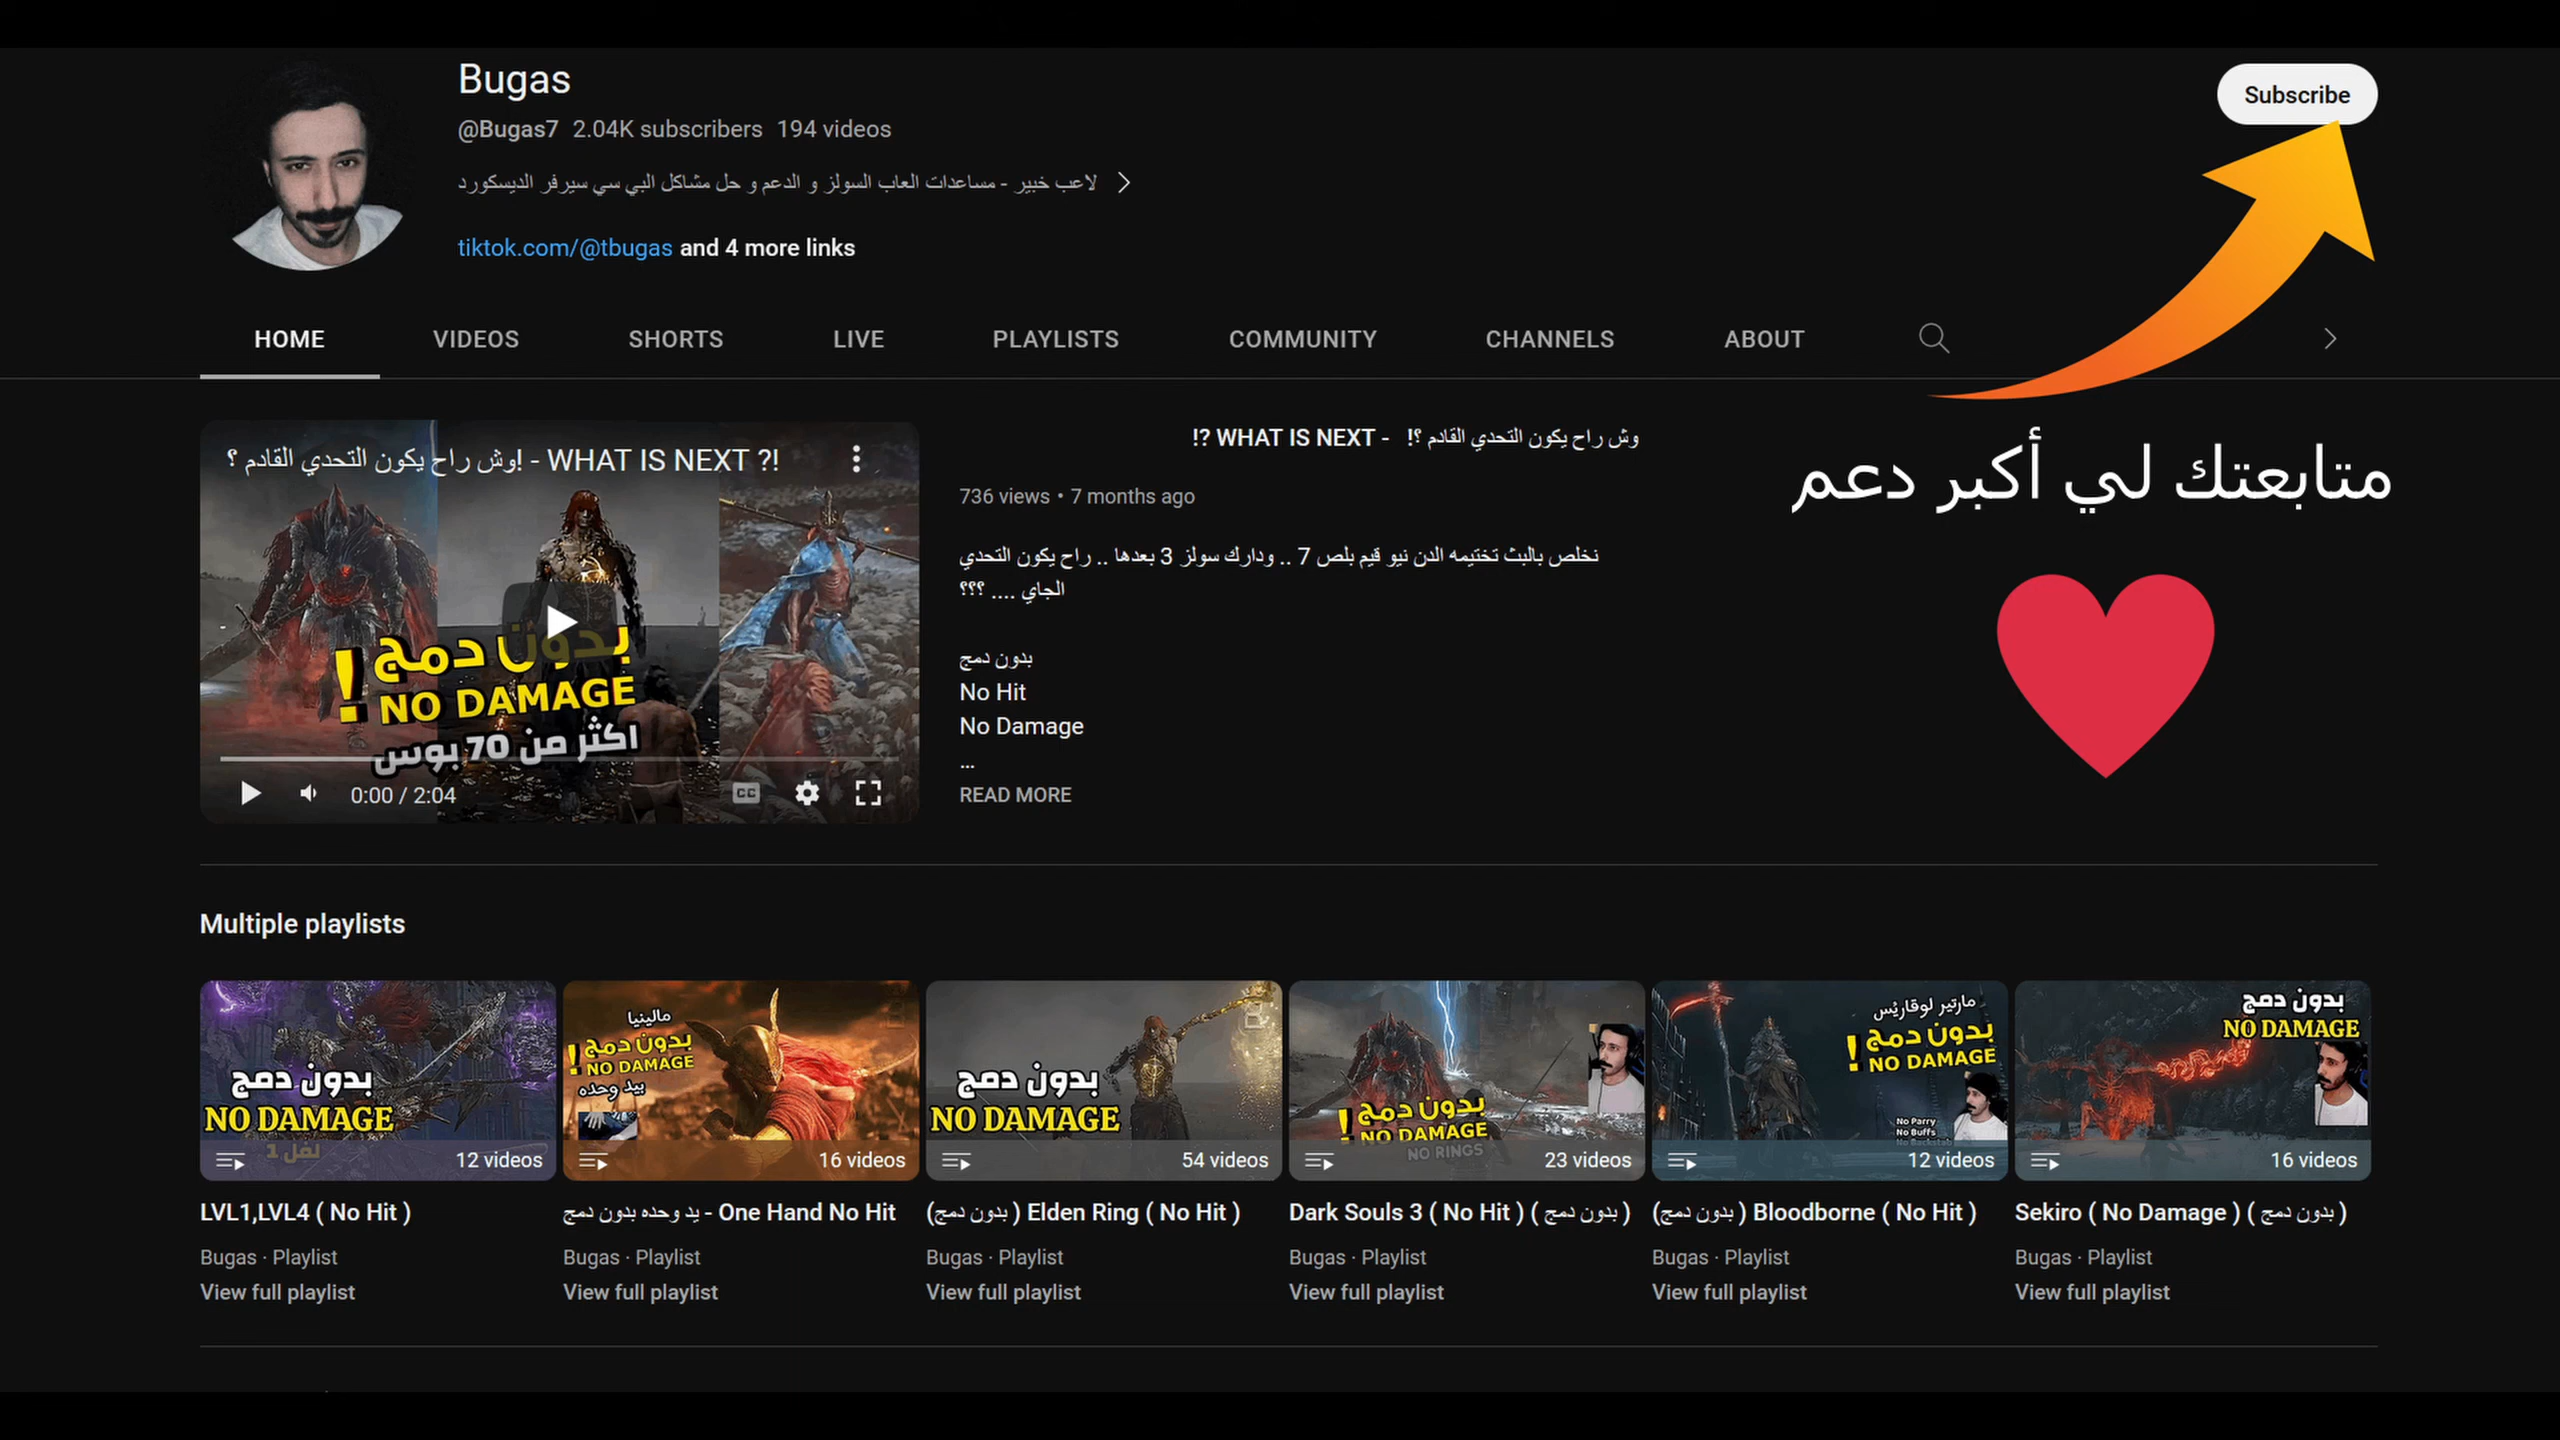 Bugas
Subscribe
@Bugas7 2.04K subscribers 194 videos
لاعب خبير - مساعدات العاب السولز و الدعم و حل مشاكل البي سي سيرفر الديسكورد
tiktok.com/@tbugas and 4 more links
HOME VIDEOS SHORTS LIVE PLAYLISTS COMMUNITY CHANNELS ABOUT
وش راح يكون التحدي القادم ؟! - WHAT IS NEXT ?!
بدون دمج !
NO DAMAGE
اكثر من 70 بوس
0:00 / 2:04
CC
وش راح يكون التحدي القادم ؟! - WHAT IS NEXT ?!
736 views • 7 months ago
نخلص بالبث تختيمه الدن نيو قيم بلص 7 .. ودارك سولز 3 بعدها .. راح يكون التحدي
الجاي .... ؟؟؟
بدون دمج
No Hit
No Damage
...
READ MORE
متابعتك لي أكبر دعم
Multiple playlists
بدون دمج
NO DAMAGE
لفل 1
12 videos
LVL1,LVL4 ( No Hit )
Bugas · Playlist
View full playlist
مالينيا
بدون دمج !
NO DAMAGE
بيد وحده
16 videos
يد وحده بدون دمج - One Hand No Hit
Bugas · Playlist
View full playlist
بدون دمج
NO DAMAGE
54 videos
(بدون دمج ) Elden Ring ( No Hit )
Bugas · Playlist
View full playlist
بدون دمج !
NO DAMAGE
NO RINGS
23 videos
Dark Souls 3 ( No Hit ) ( بدون دمج )
Bugas · Playlist
View full playlist
مارتير لوقاريُس
بدون دمج !
NO DAMAGE
No Parry
No Buffs
No Backstab
12 videos
(بدون دمج ) Bloodborne ( No Hit )
Bugas · Playlist
View full playlist
بدون دمج
NO DAMAGE
16 videos
Sekiro ( No Damage ) ( بدون دمج )
Bugas · Playlist
View full playlist